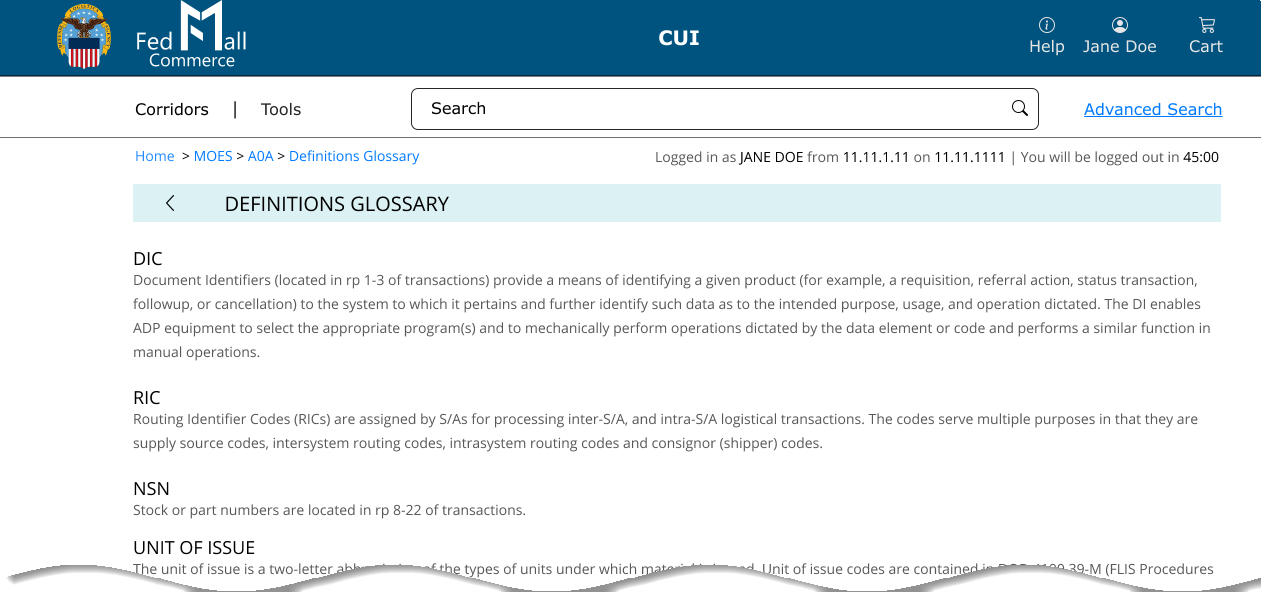 Fed Mall
Commerce
CUI
Help
Jane Doe
Cart
Corridors | Tools
Search
Advanced Search
Home > MOES > A0A > Definitions Glossary
Logged in as JANE DOE from 11.11.1.11 on 11.11.1111 | You will be logged out in 45:00
DEFINITIONS GLOSSARY
DIC
Document Identifiers (located in rp 1-3 of transactions) provide a means of identifying a given product (for example, a requisition, referral action, status transaction,
followup, or cancellation) to the system to which it pertains and further identify such data as to the intended purpose, usage, and operation dictated. The DI enables
ADP equipment to select the appropriate program(s) and to mechanically perform operations dictated by the data element or code and performs a similar function in
manual operations.
RIC
Routing Identifier Codes (RICs) are assigned by S/As for processing inter-S/A, and intra-S/A logistical transactions. The codes serve multiple purposes in that they are
supply source codes, intersystem routing codes, intrasystem routing codes and consignor (shipper) codes.
NSN
Stock or part numbers are located in rp 8-22 of transactions.
UNIT OF ISSUE
The unit of issue is a two-letter of the types of units under which Unit of issue codes are contained in (FLIS Procedures